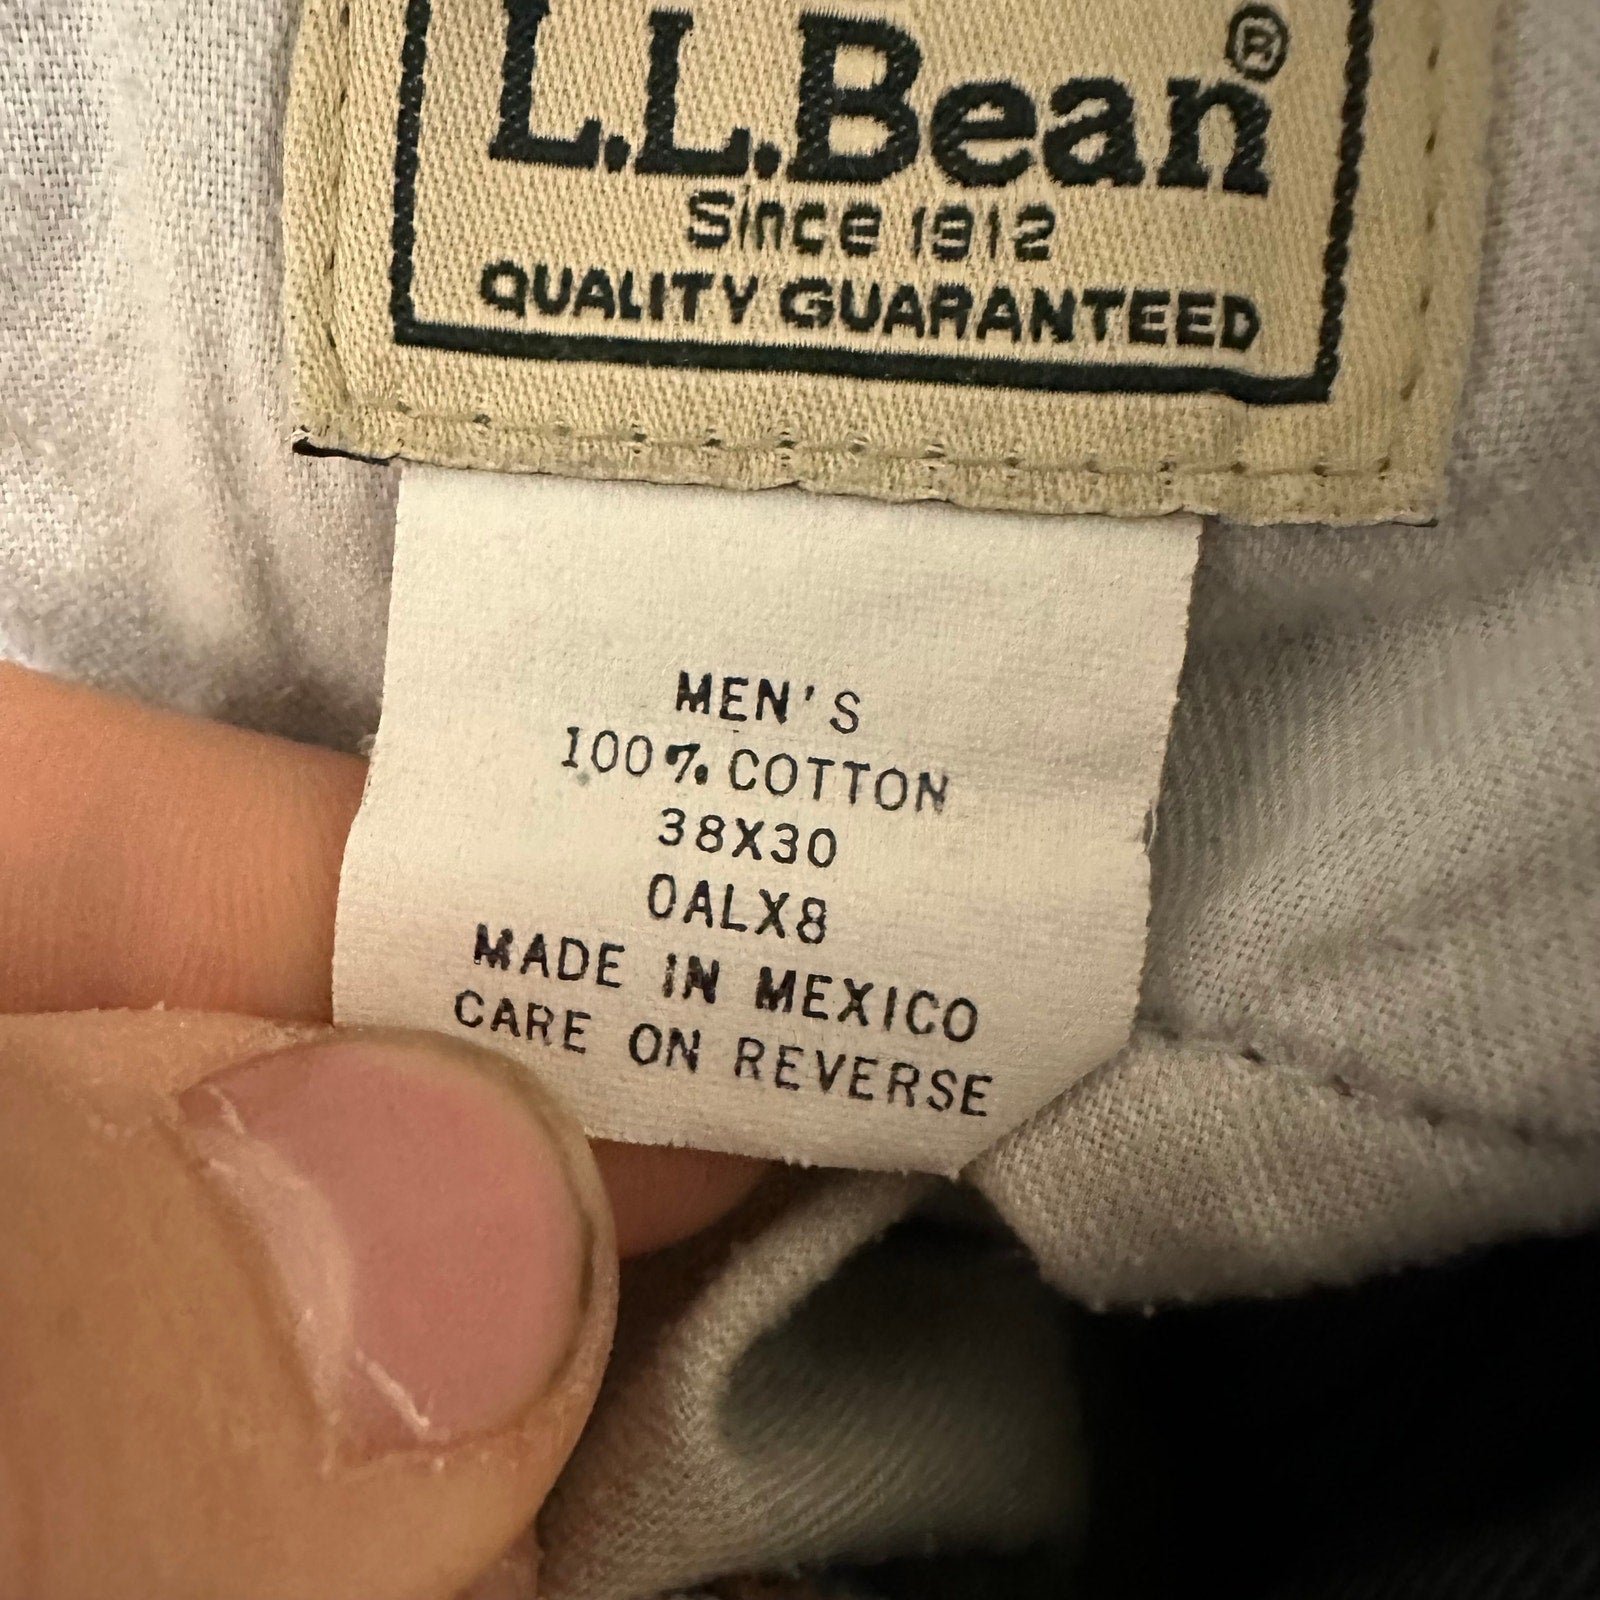 L.L.Bean®
Since 1912
QUALITY GUARANTEED
MEN'S
100% COTTON
38X30
0ALX8
MADE IN MEXICO
CARE ON REVERSE